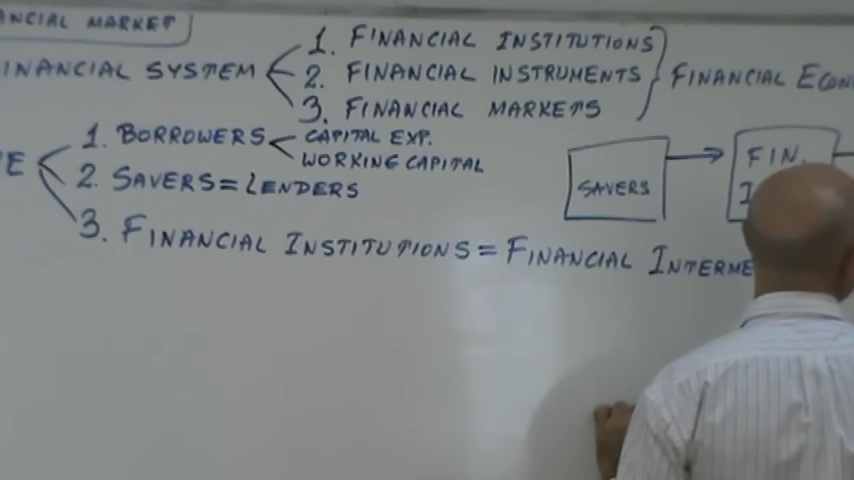 ANCIAL MARKET
INANCIAL SYSTEM
1. FINANCIAL INSTITUTIONS
2. FINANCIAL INSTRUMENTS
3. FINANCIAL MARKETS
FINANCIAL ECON
E
1. BORROWERS
CAPITAL EXP.
WORKING CAPITAL
2. SAVERS = LENDERS
3. FINANCIAL INSTITUTIONS = FINANCIAL INTERME
SAVERS
FIN.
I